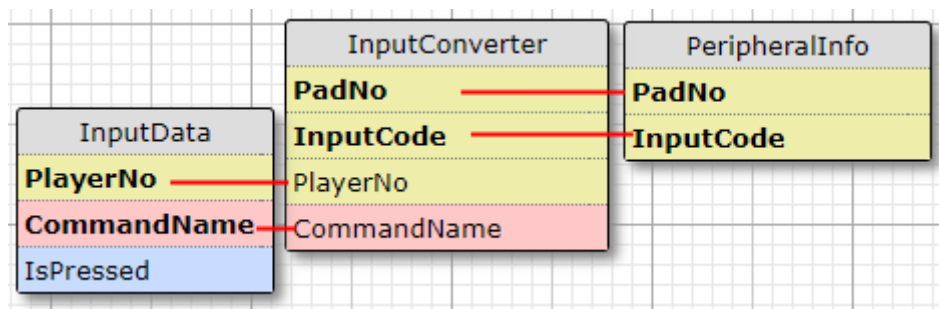 InputData
PlayerNo
CommandName
IsPressed
InputConverter
PadNo
InputCode
PlayerNo
CommandName
PeripheralInfo
PadNo
InputCode